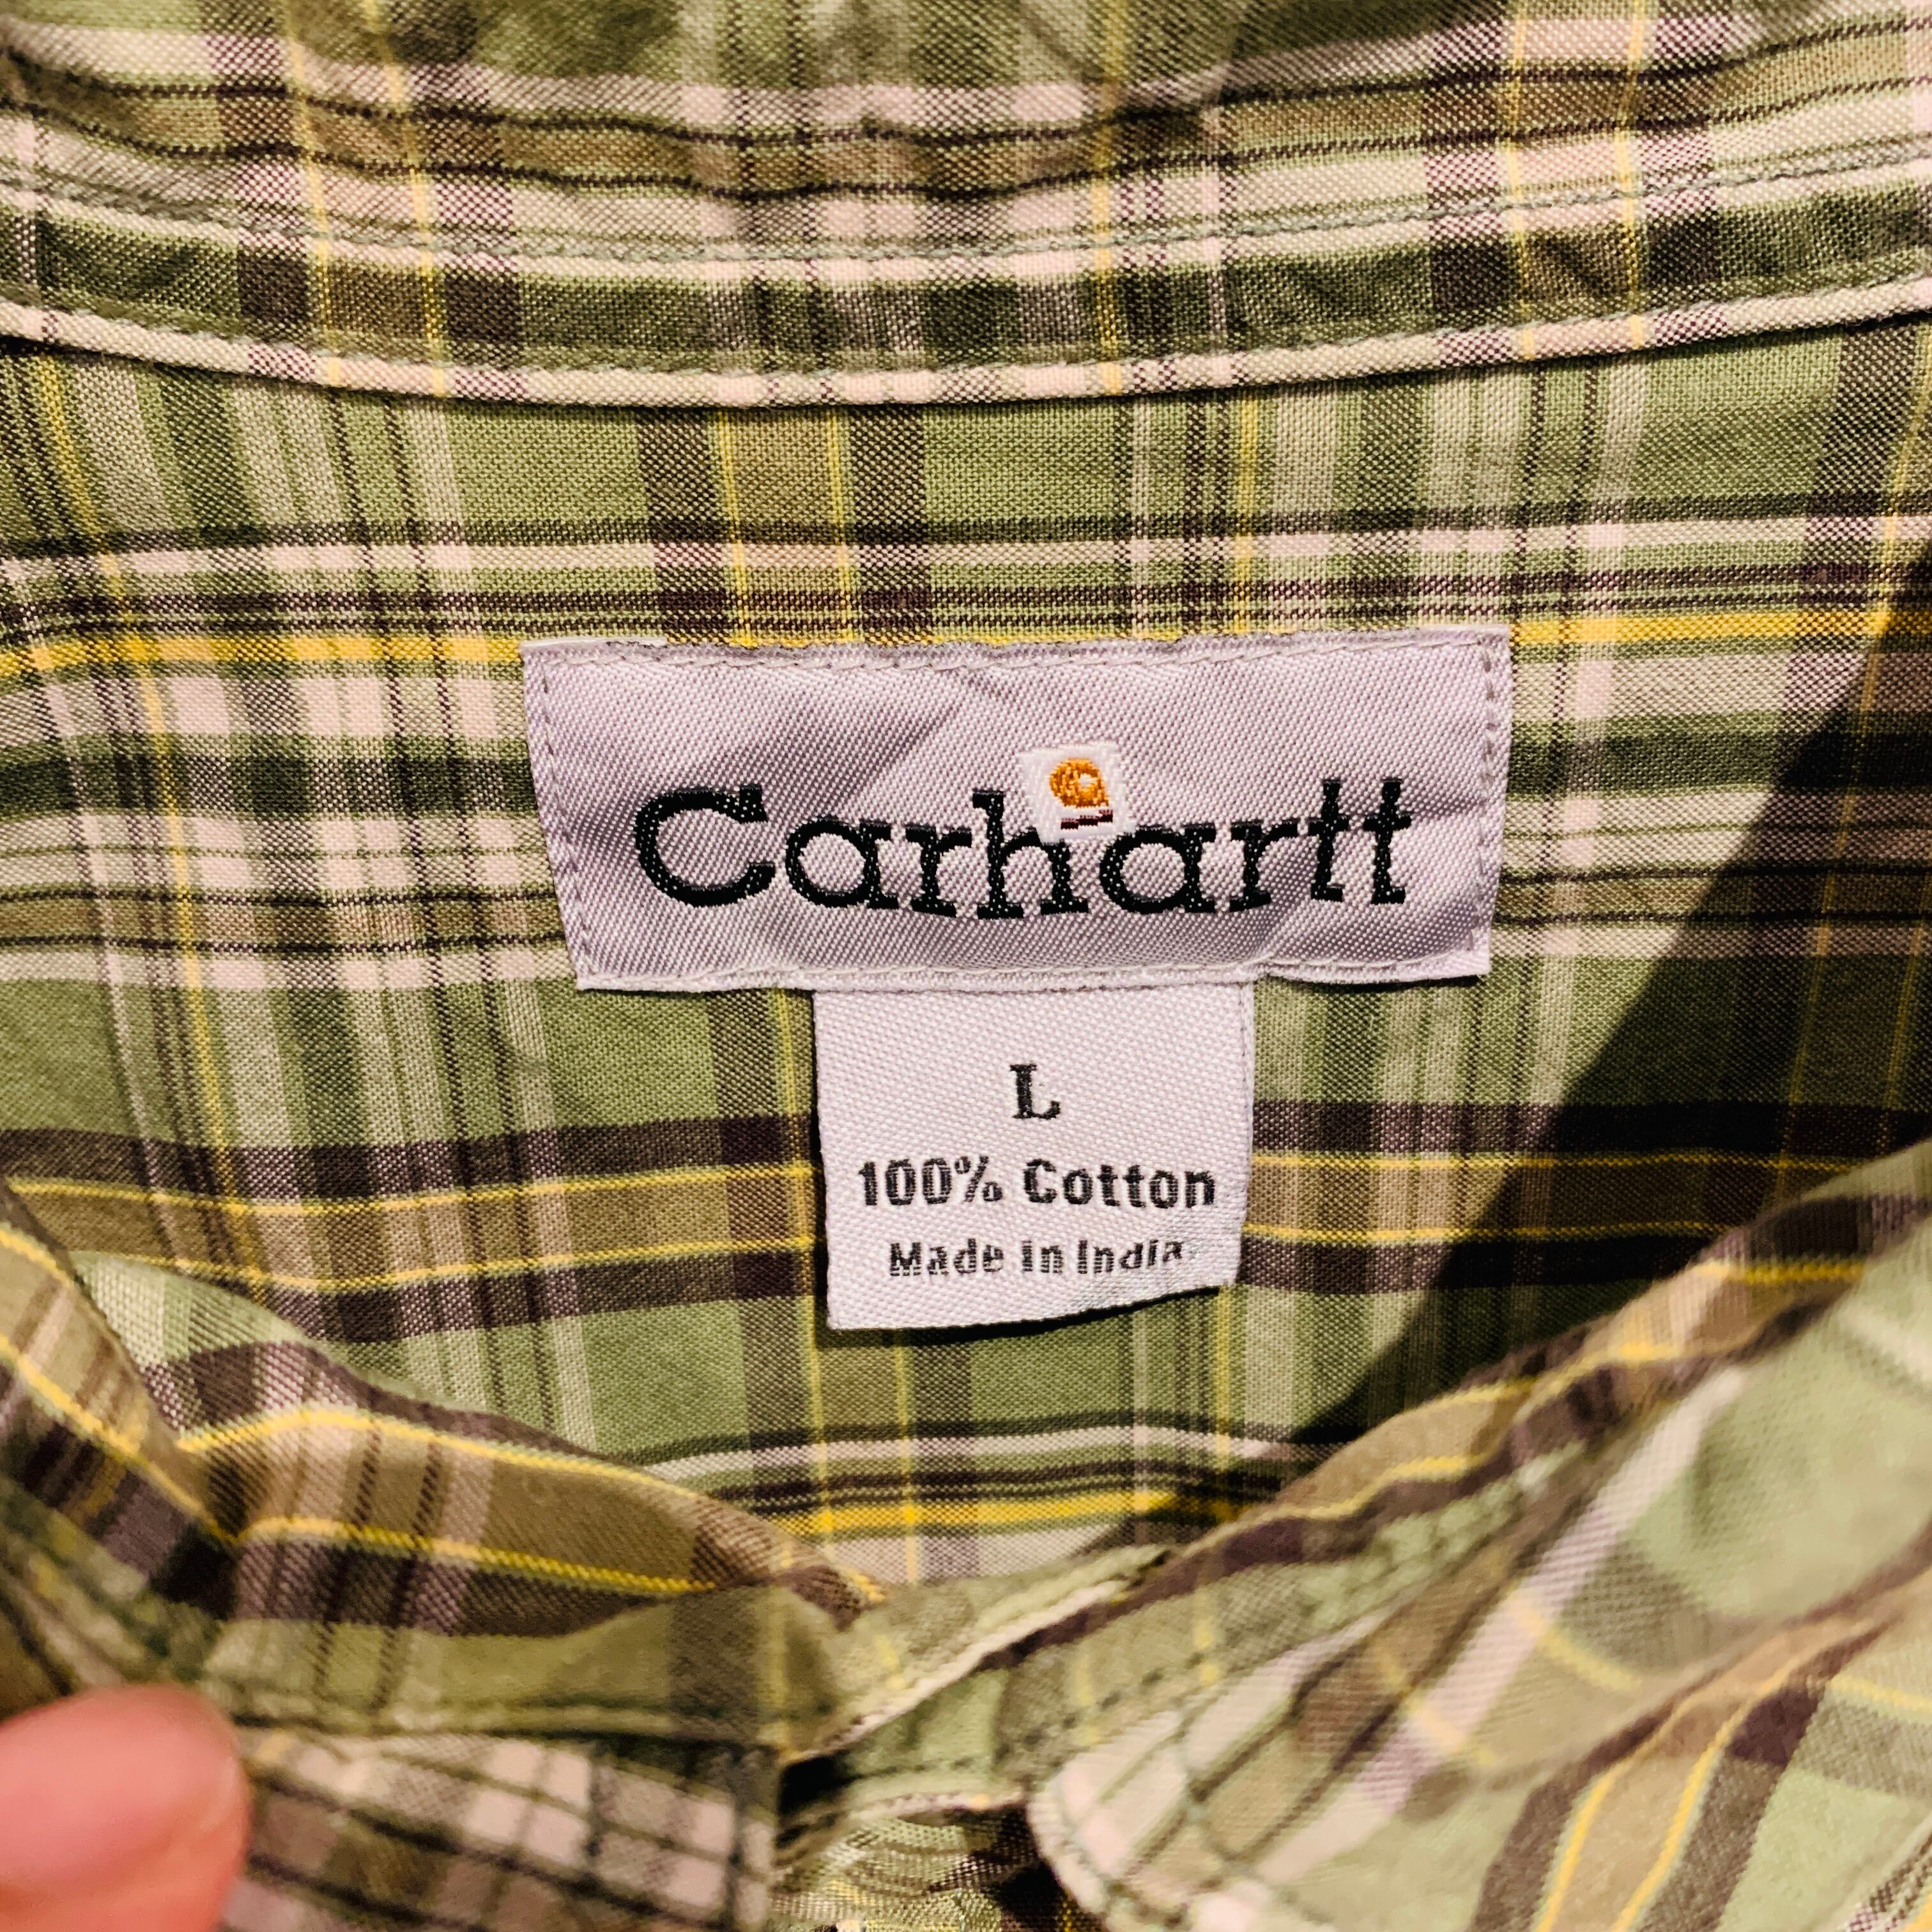 Carhartt
L
100% Cotton
Made in India